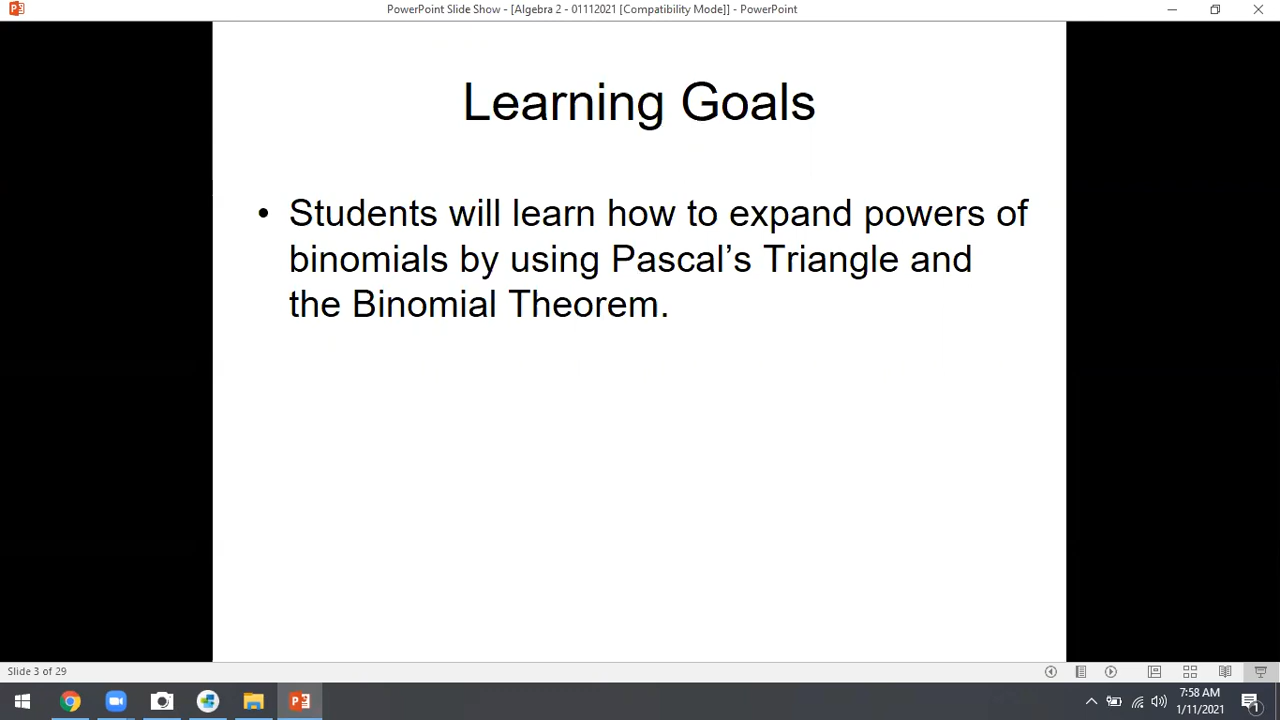 PowerPoint Slide Show - [Algebra 2 - 01112021 [Compatibility Mode]] - PowerPoint
Learning Goals
• Students will learn how to expand powers of
binomials by using Pascal’s Triangle and
the Binomial Theorem.
Slide 3 of 29
7:58 AM
1/11/2021
1